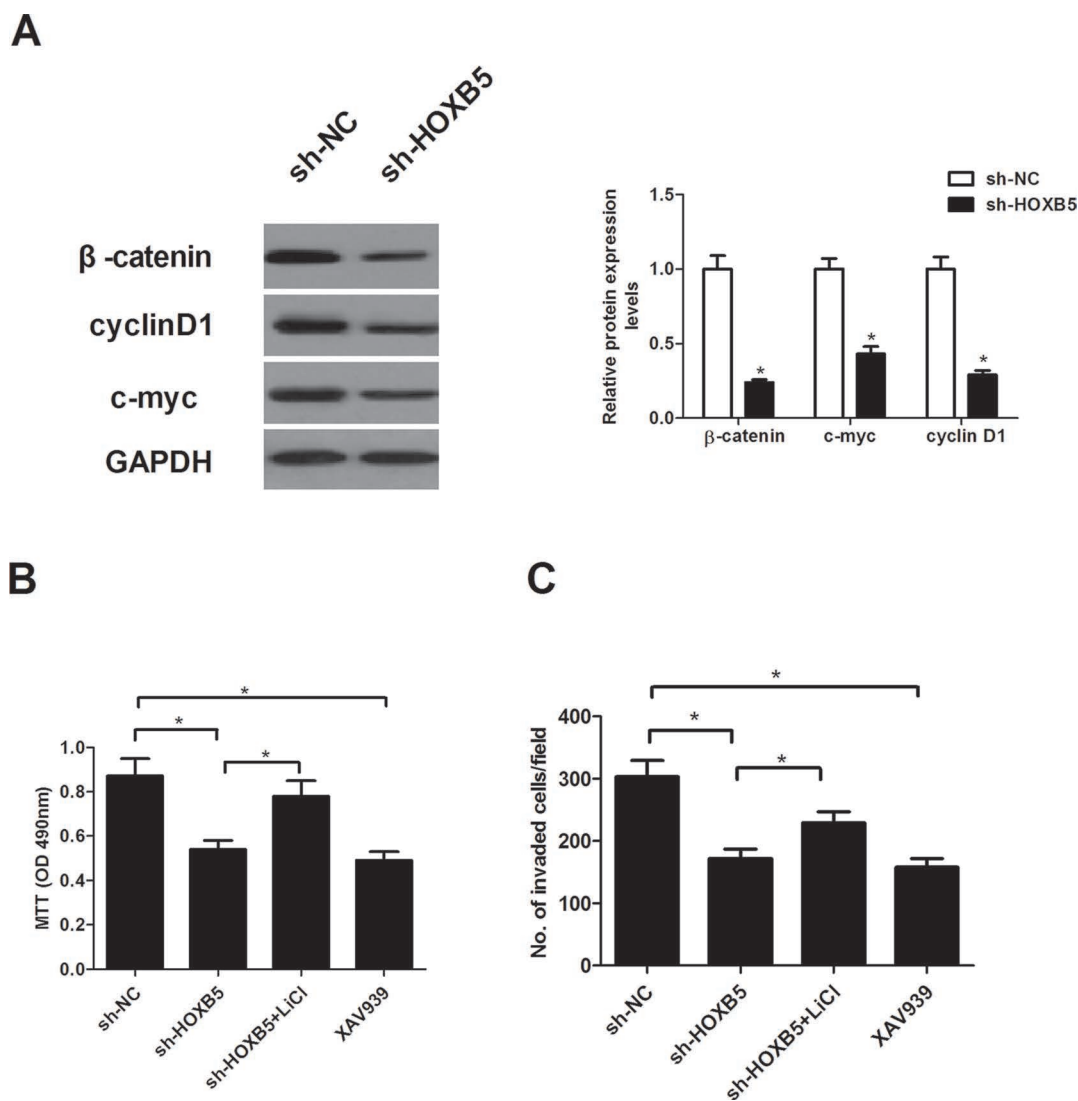 A
sh-NC
sh-HOXB5
β -catenin
cyclinD1
c-myc
GAPDH
sh-NC
sh-HOXB5
Relative protein expression
levels
1.5
1.0
0.5
0.0
*
*
*
β-catenin
c-myc
cyclin D1
B
*
*
*
MTT (OD 490nm)
1.0
0.8
0.6
0.4
0.2
0.0
sh-NC
sh-HOXB5
sh-HOXB5+LiCl
XAV939
C
*
*
*
No. of invaded cells/field
400
300
200
100
0
sh-NC
sh-HOXB5
sh-HOXB5+LiCl
XAV939